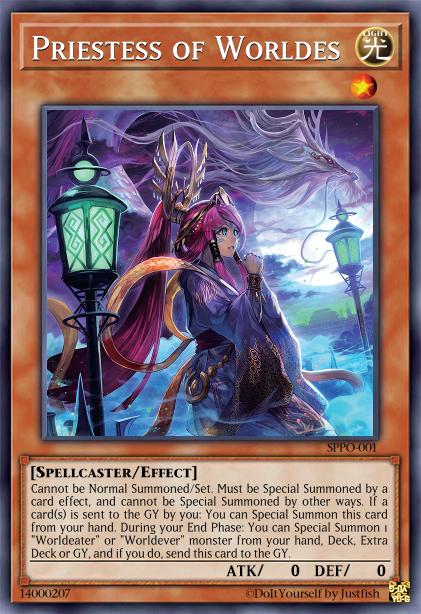 PRIESTESS OF WORLDES
LIGHT
光
SPPO-001
[SPELLCASTER/EFFECT]
Cannot be Normal Summoned/Set. Must be Special Summoned by a
card effect, and cannot be Special Summoned by other ways. If a
card(s) is sent to the GY by you: You can Special Summon this
card from your hand. During your End Phase: You can Special Summon 1
"Worldeater" or "Worldever" monster from your hand, Deck, Extra
Deck or GY, and if you do, send this card to the GY.
ATK/ 0 DEF/ 0
14000207 ©DoItYourself by Justfish